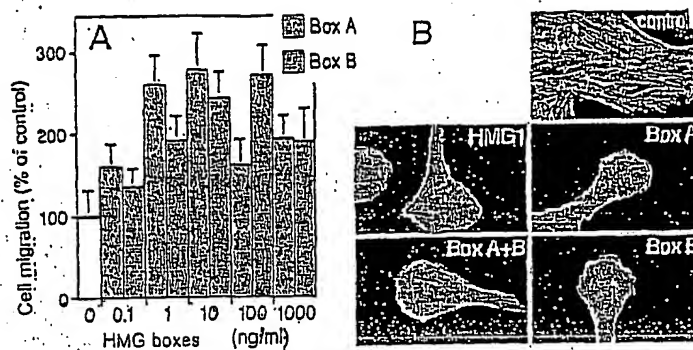 A
Box A
Box B
Cell migration (% of control)
300
200
100
0
0 0.1 1 10 100 1000
HMG boxes (ng/ml)
B
control
HMG1
Box A
Box A+B
Box B